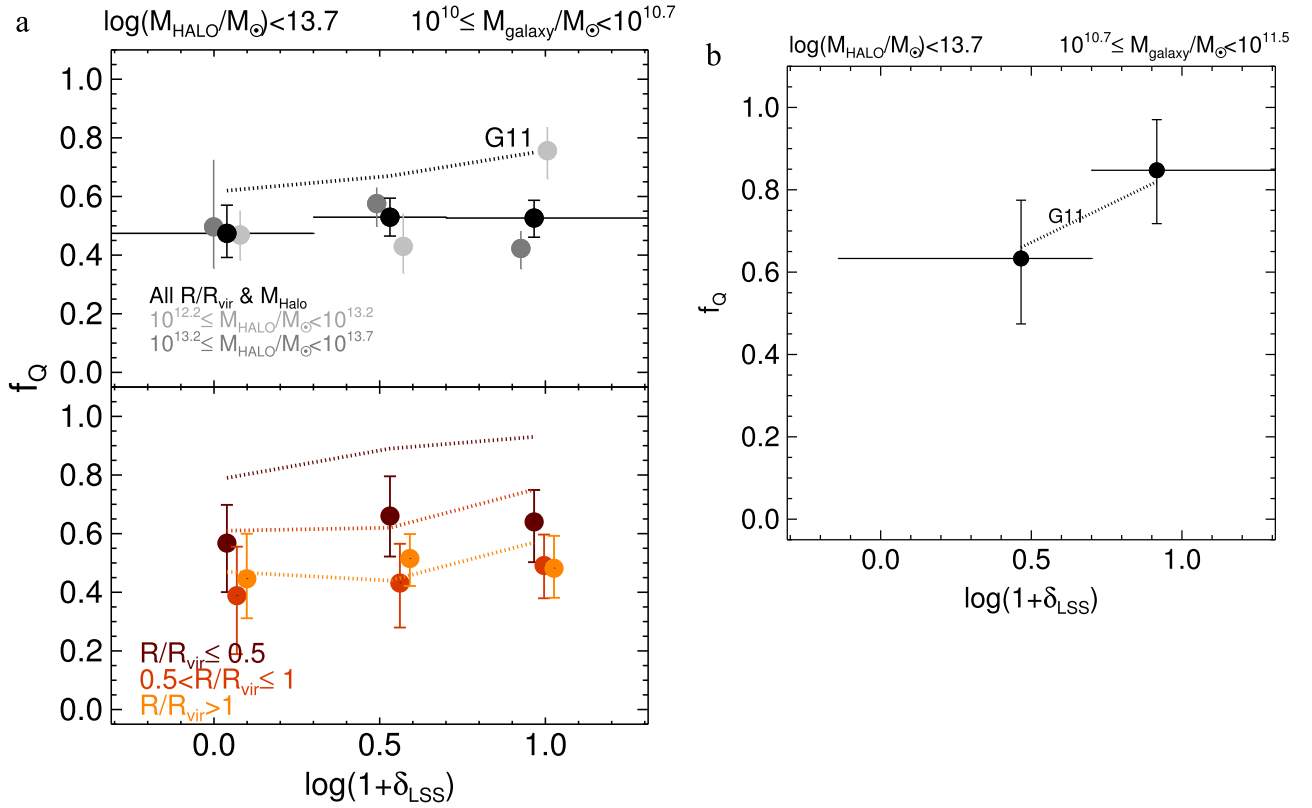 a
log(M_HALO/M_☉)<13.7 10^10≤ M_galaxy/M_☉<10^10.7
1.0
0.8
G11
0.6
0.4
All R/R_vir & M_Halo
10^12.2≤ M_HALO/M_☉<10^13.2
10^13.2≤ M_HALO/M_☉<10^13.7
0.2
0.0
f_Q
1.0
0.8
0.6
0.4
0.2
R/R_vir≤ 0.5
0.5<R/R_vir≤ 1
R/R_vir>1
0.0
0.0 0.5 1.0
log(1+δ_LSS)
b
log(M_HALO/M_☉)<13.7 10^10.7≤ M_galaxy/M_☉<10^11.5
1.0
0.8
G11
0.6
f_Q
0.4
0.2
0.0
0.0 0.5 1.0
log(1+δ_LSS)